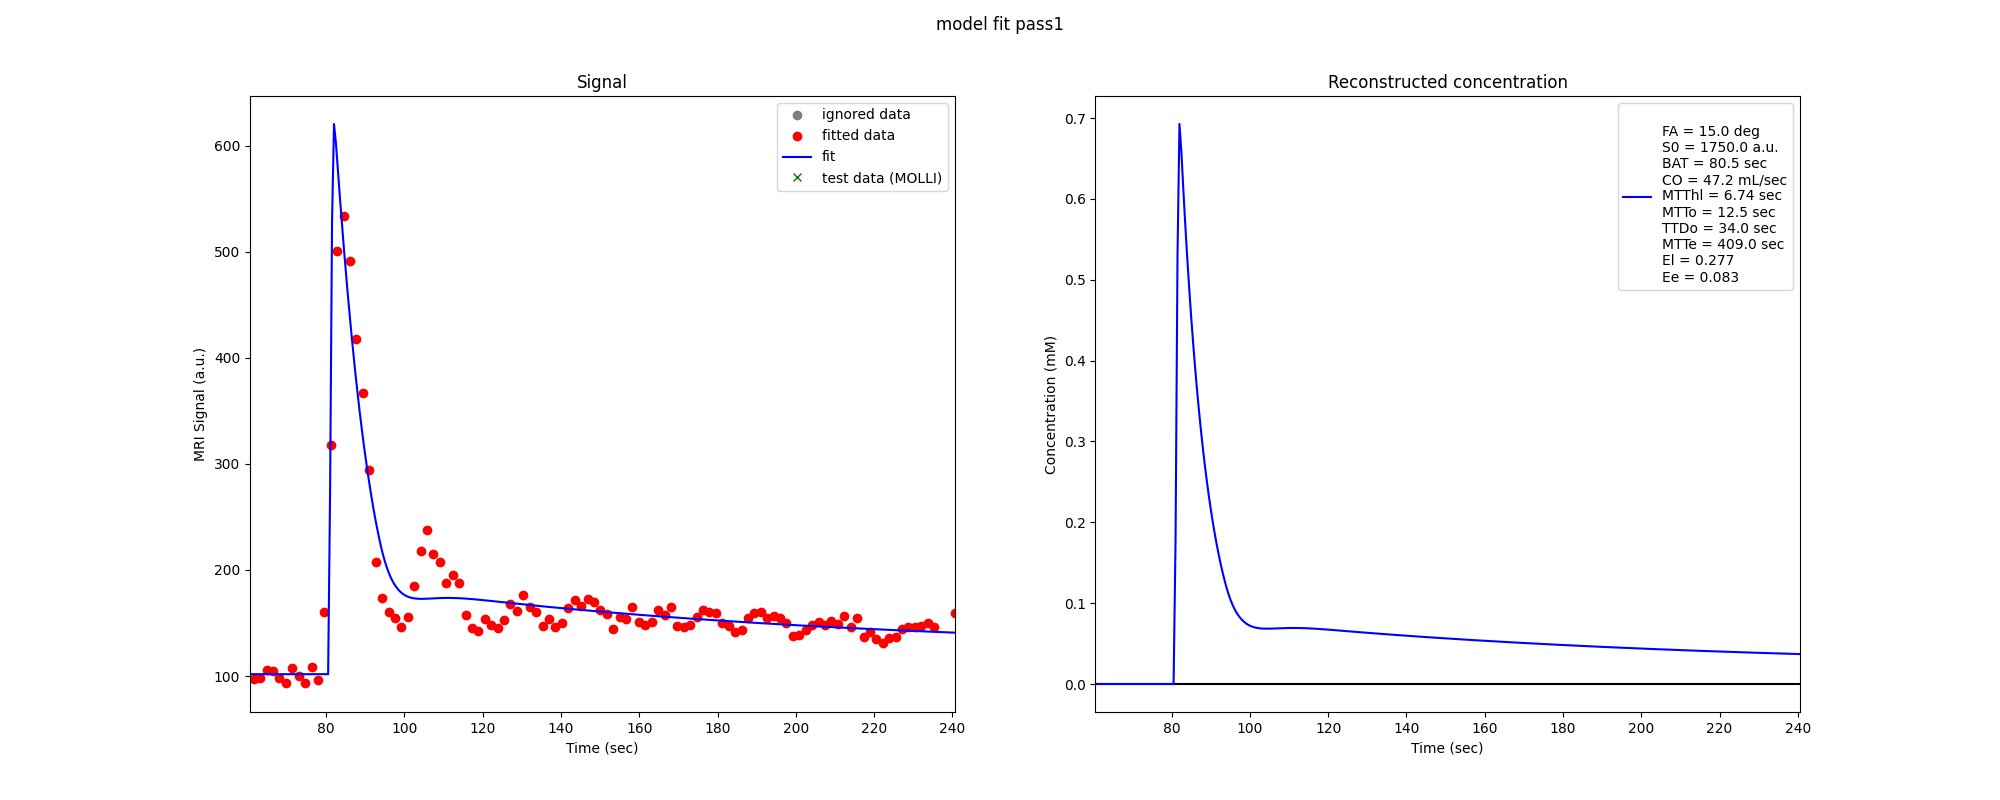 model fit pass1
Signal
MRI Signal (a.u.)
600
500
400
300
200
100
80
100
120
140
160
180
200
220
240
Time (sec)
ignored data
fitted data
fit
test data (MOLLI)
Reconstructed concentration
Concentration (mM)
0.7
0.6
0.5
0.4
0.3
0.2
0.1
0.0
80
100
120
140
160
180
200
220
240
Time (sec)
FA = 15.0 deg
S0 = 1750.0 a.u.
BAT = 80.5 sec
CO = 47.2 mL/sec
MTThl = 6.74 sec
MTTo = 12.5 sec
TTDo = 34.0 sec
MTTe = 409.0 sec
El = 0.277
Ee = 0.083